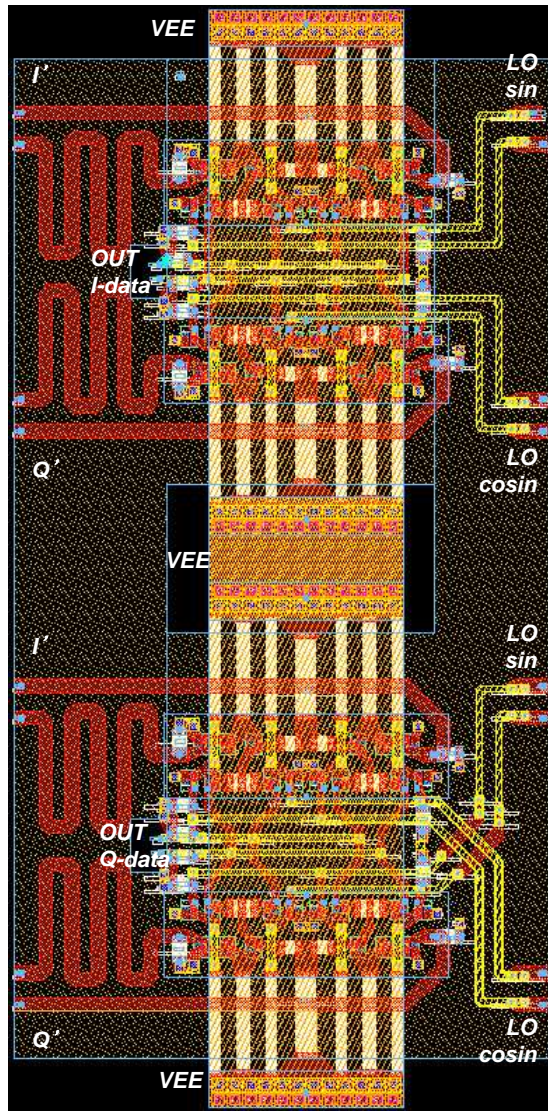 VEE
I’
LO
sin
OUT
I-data
Q’
LO
cosin
VEE
I’
LO
sin
OUT
Q-data
Q’
LO
cosin
VEE